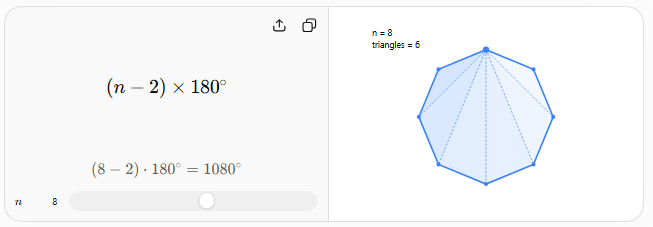 (n − 2) × 180°
(8 − 2) · 180° = 1080°
n 8
n = 8
triangles = 6